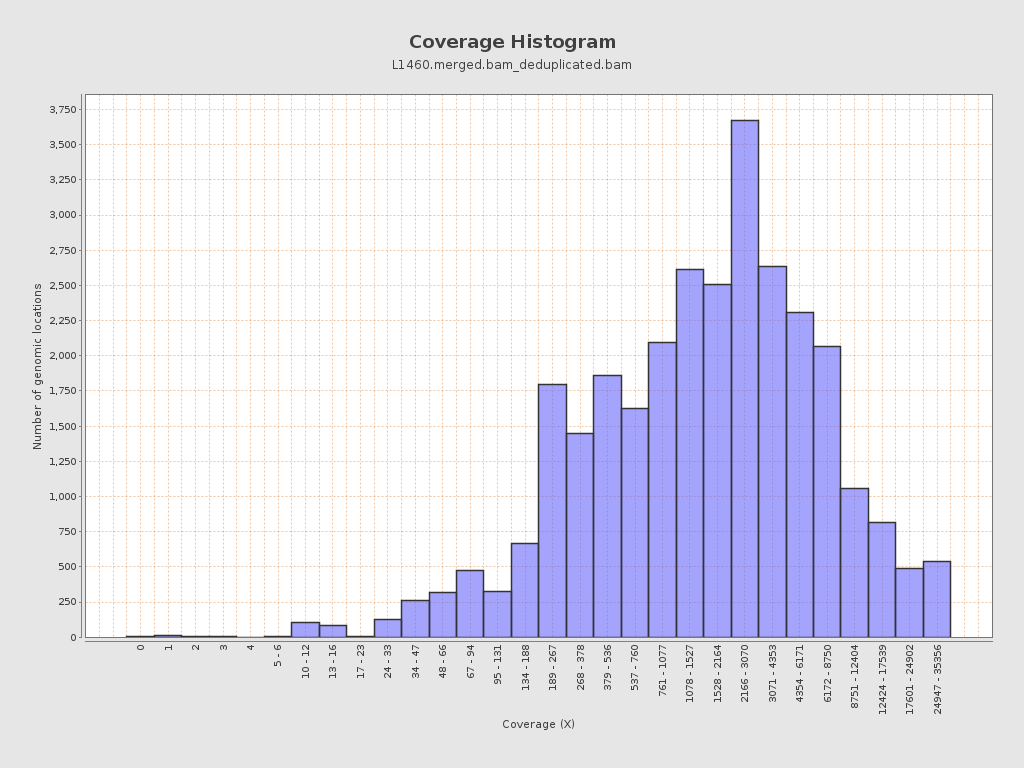 Coverage Histogram
L1460.merged.bam_deduplicated.bam
Number of genomic locations
3,750
3,500
3,250
3,000
2,750
2,500
2,250
2,000
1,750
1,500
1,250
1,000
750
500
250
0
0
1
2
3
4
5 - 6
10 - 12
13 - 16
17 - 23
24 - 33
34 - 47
48 - 66
67 - 94
95 - 131
134 - 188
189 - 267
268 - 378
379 - 536
537 - 760
761 - 1077
1078 - 1527
1528 - 2164
2166 - 3070
3071 - 4353
4354 - 6171
6172 - 8750
8751 - 12404
12424 - 17539
17601 - 24902
24947 - 35356
Coverage (X)